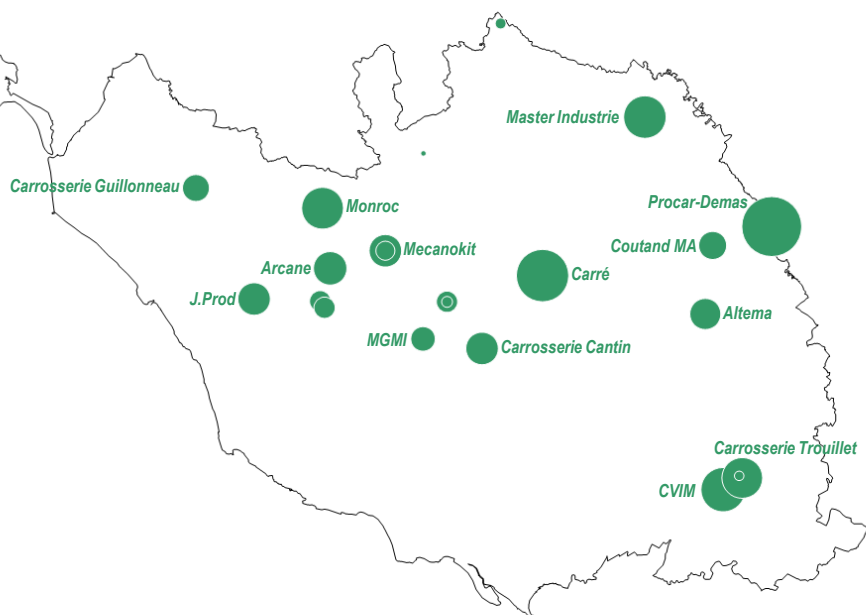 Master Industrie
Carrosserie Guillonneau
Monroc
Procar-Demas
Mecanokit
Coutand MA
Arcane
Carré
J.Prod
Altema
MGMI
Carrosserie Cantin
Carrosserie Trouillet
CVIM